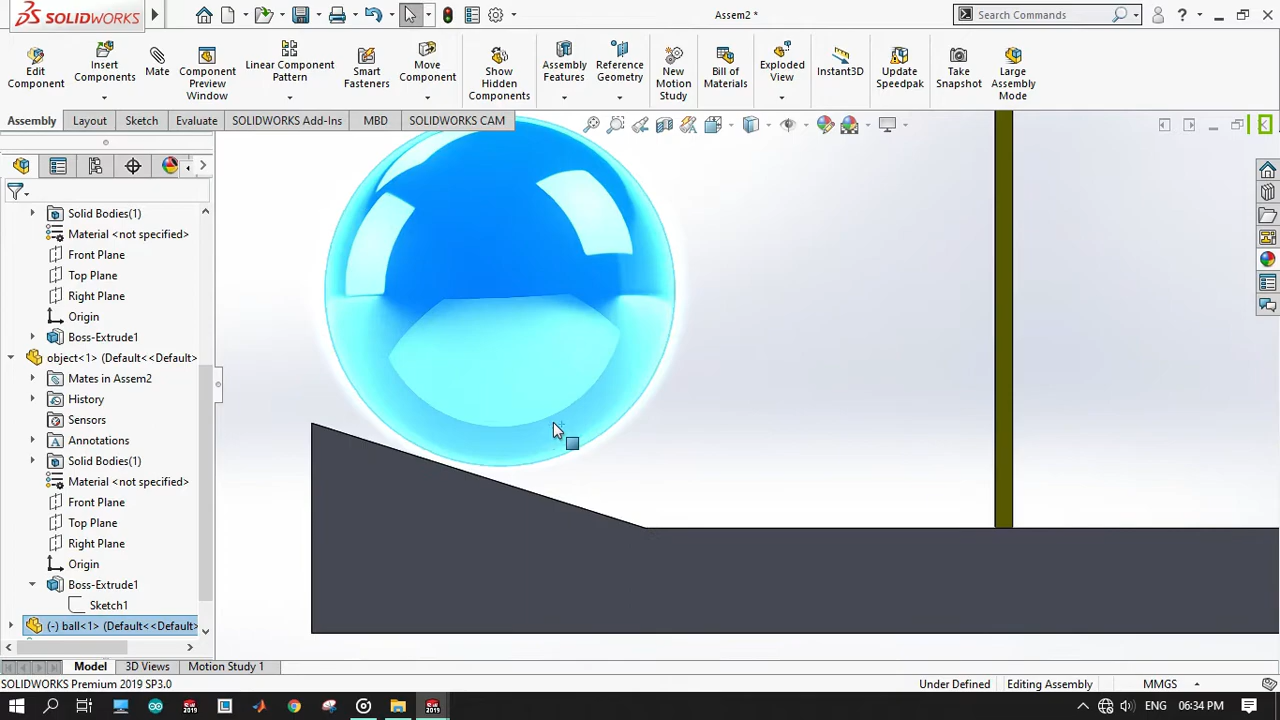 SOLIDWORKS
Assem2 *
Search Commands
?
Edit Component
Insert Components
Mate
Component Preview Window
Linear Component Pattern
Smart Fasteners
Move Component
Show Hidden Components
Assembly Features
Reference Geometry
New Motion Study
Bill of Materials
Exploded View
Instant3D
Update Speedpak
Take Snapshot
Large Assembly Mode
Assembly
Layout
Sketch
Evaluate
SOLIDWORKS Add-Ins
MBD
SOLIDWORKS CAM
Solid Bodies(1)
Material <not specified>
Front Plane
Top Plane
Right Plane
Origin
Boss-Extrude1
object<1> (Default<<Default>
Mates in Assem2
History
Sensors
Annotations
Solid Bodies(1)
Material <not specified>
Front Plane
Top Plane
Right Plane
Origin
Boss-Extrude1
Sketch1
(-) ball<1> (Default<<Default>
Model
3D Views
Motion Study 1
SOLIDWORKS Premium 2019 SP3.0
Under Defined
Editing Assembly
MMGS
06:34 PM